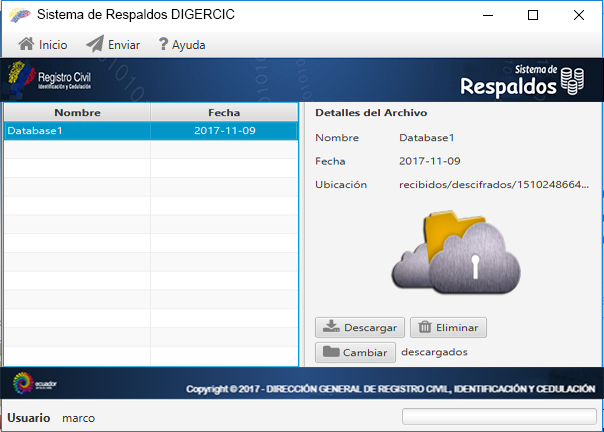 Sistema de Respaldos DIGERCIC
Inicio
Enviar
? Ayuda
Registro Civil
Identificación y Cedulación
Sistema de
Respaldos
Nombre
Fecha
Database1
2017-11-09
Detalles del Archivo
Nombre
Database1
Fecha
2017-11-09
Ubicación
recibidos/descifrados/1510248664...
Descargar
Eliminar
Cambiar
descargados
ecuador
Copyright © 2017 - DIRECCIÓN GENERAL DE REGISTRO CIVIL, IDENTIFICACIÓN Y CEDULACIÓN
Usuario
marco